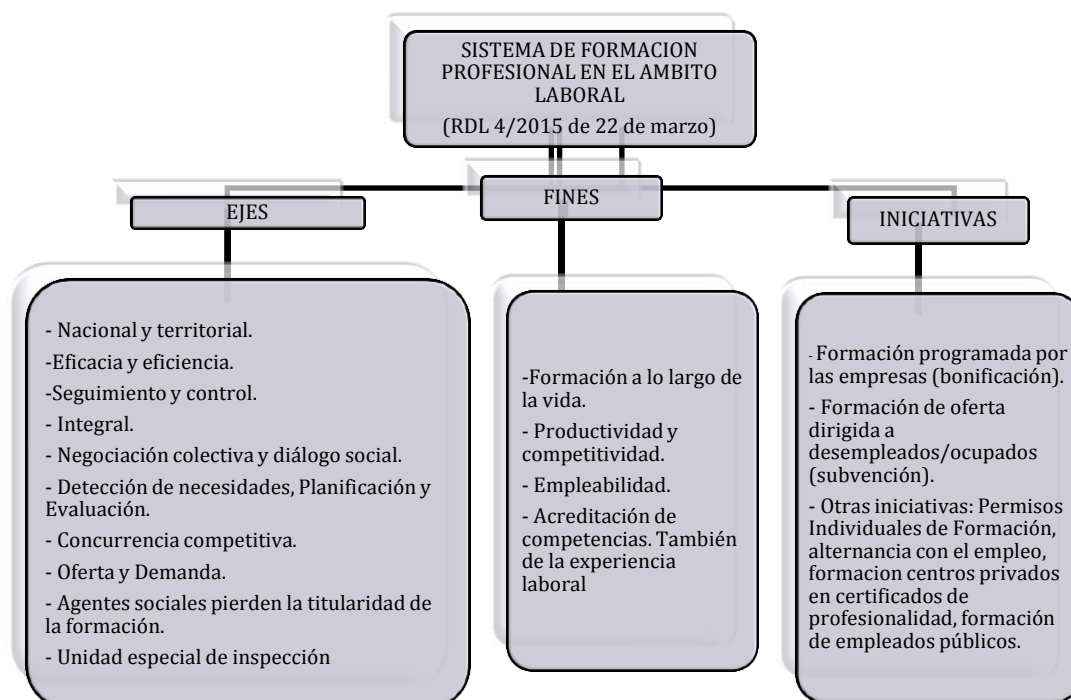 SISTEMA DE FORMACION
PROFESIONAL EN EL AMBITO
LABORAL
(RDL 4/2015 de 22 de marzo)
EJES
FINES
INICIATIVAS
- Nacional y territorial.
-Eficacia y eficiencia.
-Seguimiento y control.
- Integral.
- Negociación colectiva y diálogo social.
- Detección de necesidades, Planificación y
Evaluación.
- Concurrencia competitiva.
- Oferta y Demanda.
- Agentes sociales pierden la titularidad de
la formación.
- Unidad especial de inspección
-Formación a lo largo de
la vida.
- Productividad y
competitividad.
- Empleabilidad.
- Acreditación de
competencias. También
de la experiencia
laboral
- Formación programada por
las empresas (bonificación).
- Formación de oferta
dirigida a
desempleados/ocupados
(subvención).
- Otras iniciativas: Permisos
Individuales de Formación,
alternancia con el empleo,
formacion centros privados
en certificados de
profesionalidad, formación
de empleados públicos.